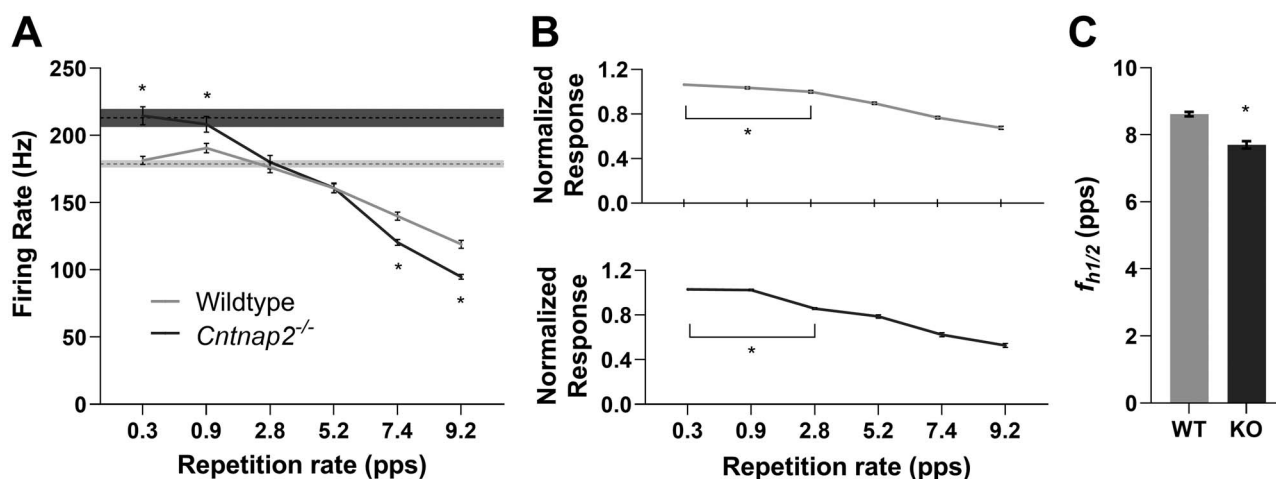 A
250
200
150
100
50
0
Firing Rate (Hz)
*
*
*
*
Wildtype
Cntnap2-/-
0.3 0.9 2.8 5.2 7.4 9.2
Repetition rate (pps)
B
1.2
0.8
0.4
0.0
Normalized
Response
*
1.2
0.8
0.4
0.0
Normalized
Response
*
0.3 0.9 2.8 5.2 7.4 9.2
Repetition rate (pps)
C
10
8
6
4
2
0
fh1/2 (pps)
*
WT KO